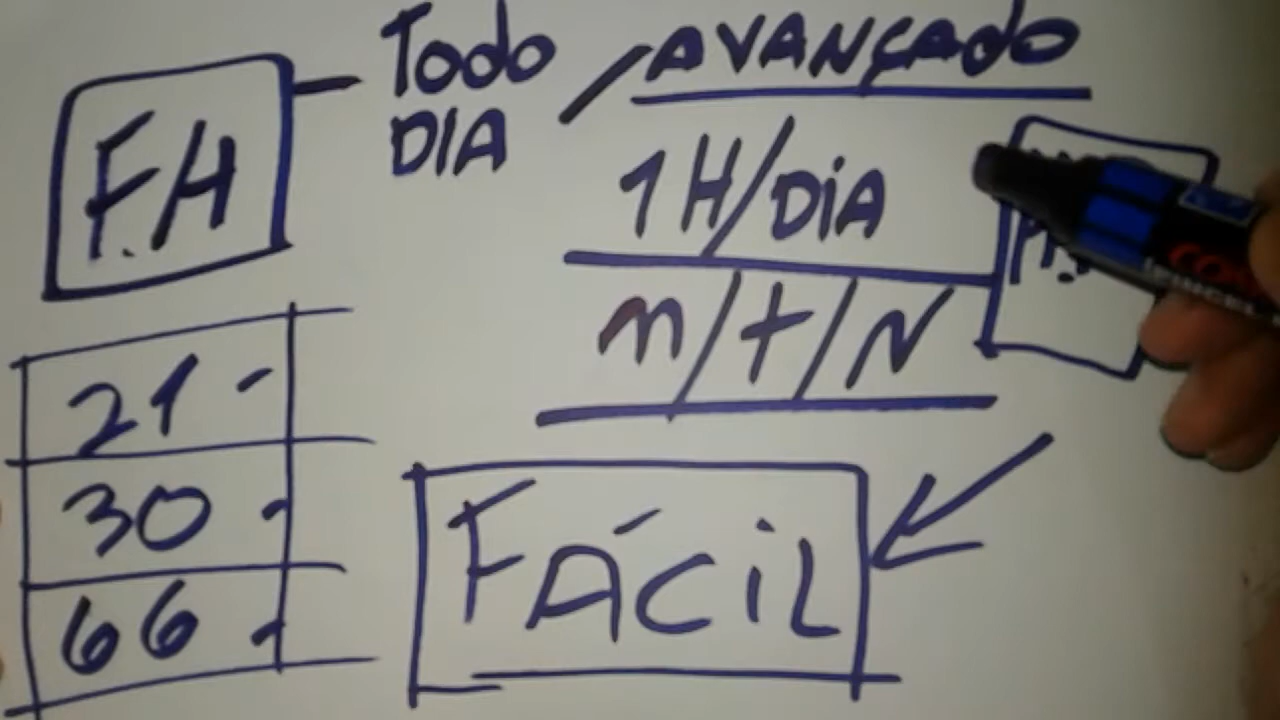 F.H
Todo
DIA
/AVANÇADO
1H/DiA
m/t/N
21 -
30 -
66 -
FÁCiL